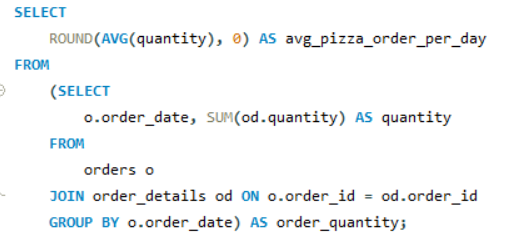 SELECT
ROUND(AVG(quantity), 0) AS avg_pizza_order_per_day
FROM
(SELECT
o.order_date, SUM(od.quantity) AS quantity
FROM
orders o
JOIN order_details od ON o.order_id = od.order_id
GROUP BY o.order_date) AS order_quantity;